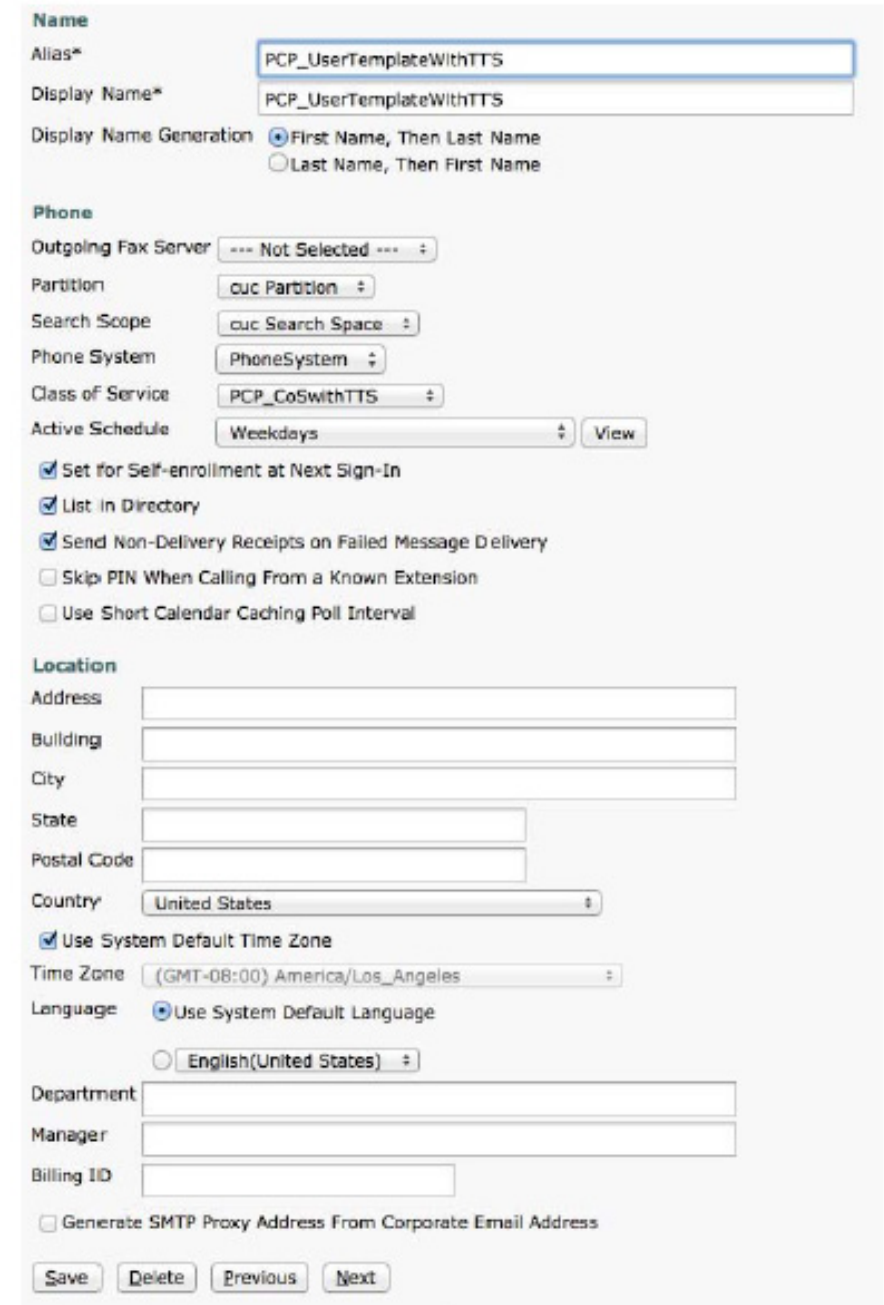 Name
Alias* PCP_UserTemplateWithTTS
Display Name* PCP_UserTemplateWithTTS
Display Name Generation First Name, Then Last Name
Last Name, Then First Name
Phone
Outgoing Fax Server --- Not Selected ---
Partition cuc Partition
Search Scope cuc Search Space
Phone System PhoneSystem
Class of Service PCP_CoSwithTTS
Active Schedule Weekdays View
Set for Self-enrollment at Next Sign-In
List in Directory
Send Non-Delivery Receipts on Failed Message Delivery
Skip PIN When Calling From a Known Extension
Use Short Calendar Caching Poll Interval
Location
Address
Building
City
State
Postal Code
Country United States
Use System Default Time Zone
Time Zone (GMT-08:00) America/Los_Angeles
Language Use System Default Language
English(United States)
Department
Manager
Billing ID
Generate SMTP Proxy Address From Corporate Email Address
Save Delete Previous Next